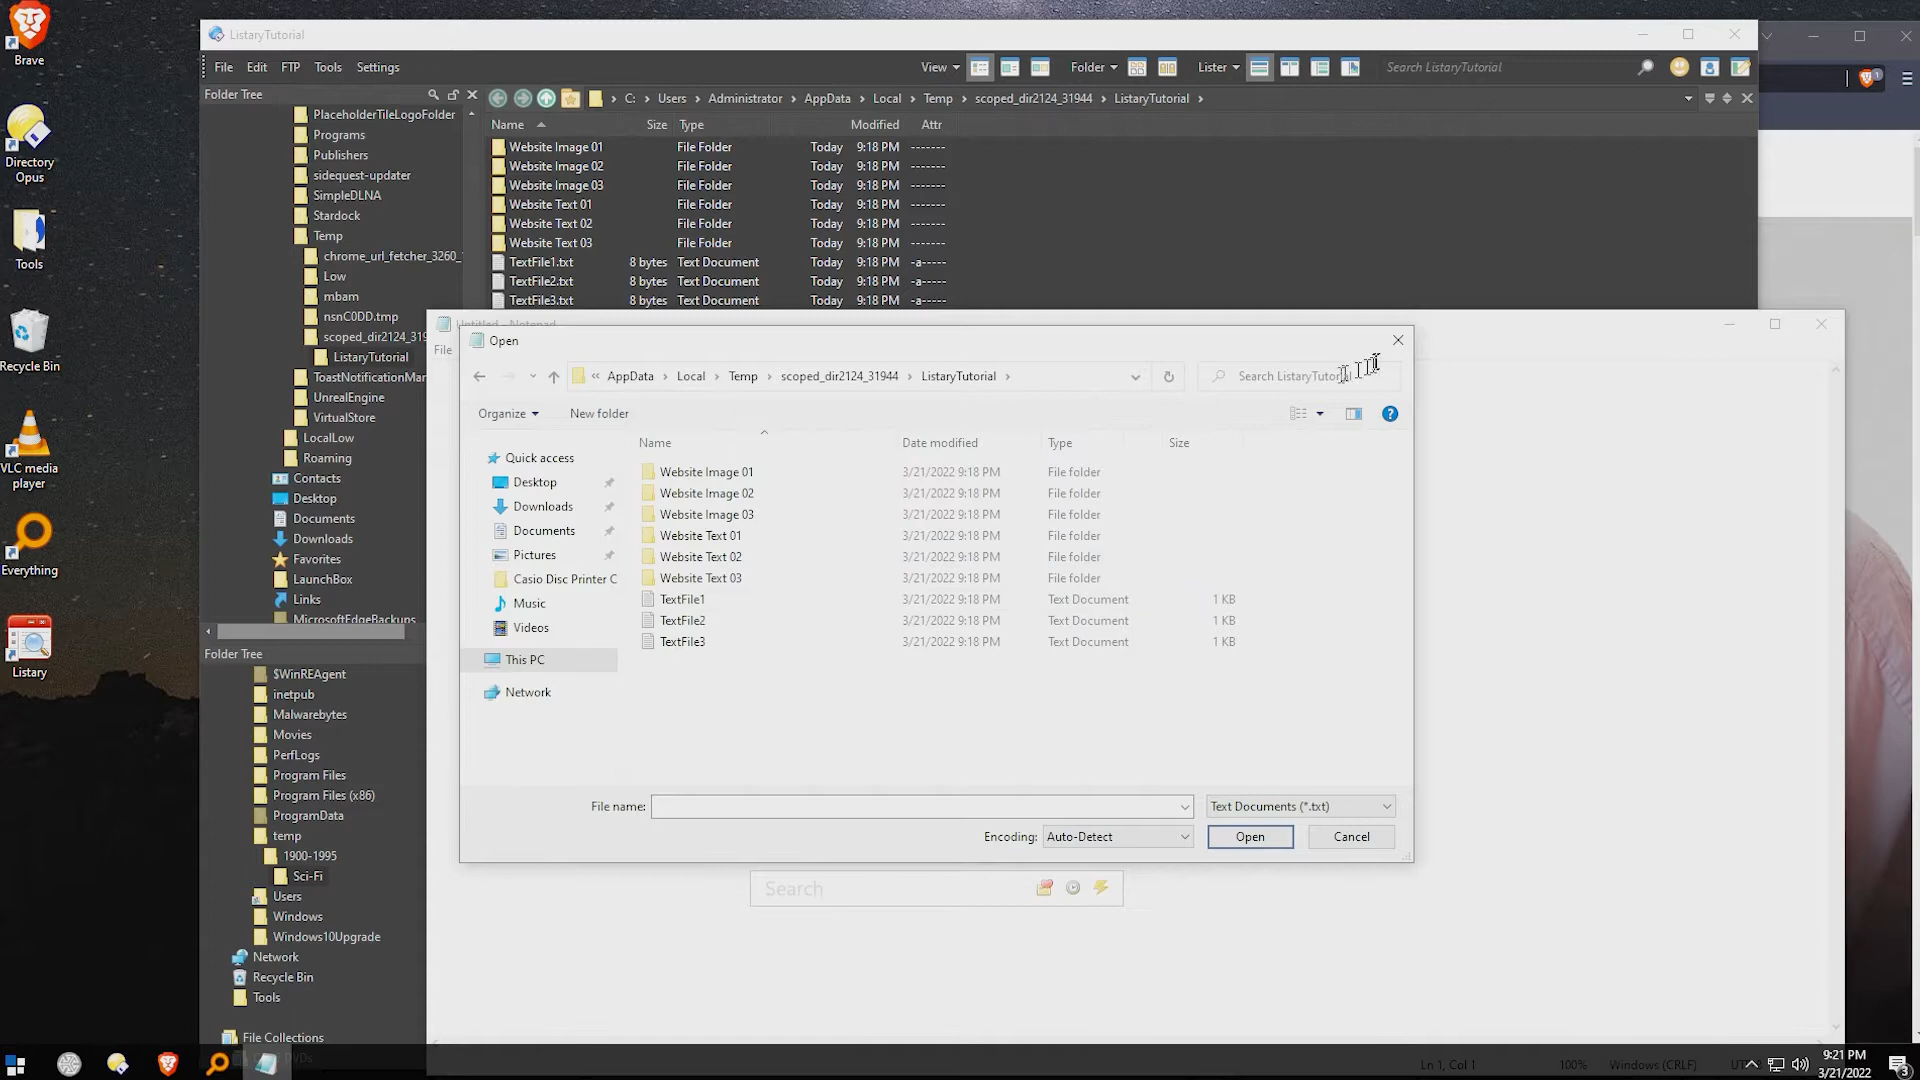 Brave
Directory
Opus
Tools
Recycle Bin
VLC media
player
Everything
Listary
ListaryTutorial
File Edit FTP Tools Settings
View Folder Lister Search ListaryTutorial
Folder Tree
C: › Users › Administrator › AppData › Local › Temp › scoped_dir2124_31944 › ListaryTutorial ›
Name Size Type Modified Attr
Website Image 01 File Folder Today 9:18 PM -------
Website Image 02 File Folder Today 9:18 PM -------
Website Image 03 File Folder Today 9:18 PM -------
Website Text 01 File Folder Today 9:18 PM -------
Website Text 02 File Folder Today 9:18 PM -------
Website Text 03 File Folder Today 9:18 PM -------
TextFile1.txt 8 bytes Text Document Today 9:18 PM -a-----
TextFile2.txt 8 bytes Text Document Today 9:18 PM -a-----
TextFile3.txt 8 bytes Text Document Today 9:18 PM -a-----
PlaceholderTileLogoFolder
Programs
Publishers
sidequest-updater
SimpleDLNA
Stardock
Temp
chrome_url_fetcher_3260_
Low
mbam
nsnC0DD.tmp
scoped_dir2124_319
ListaryTutorial
ToastNotificationMar
UnrealEngine
VirtualStore
LocalLow
Roaming
Contacts
Desktop
Documents
Downloads
Favorites
LaunchBox
Links
MicrosoftEdgeBackups
Folder Tree
$WinREAgent
inetpub
Malwarebytes
Movies
PerfLogs
Program Files
Program Files (x86)
ProgramData
temp
1900-1995
Sci-Fi
Users
Windows
Windows10Upgrade
Network
Recycle Bin
Tools
File Collections
Untitled - Notepad
File
Open
« AppData › Local › Temp › scoped_dir2124_31944 › ListaryTutorial ›
Search ListaryTutorial
Organize New folder
Name Date modified Type Size
Quick access
Desktop
Downloads
Documents
Pictures
Casio Disc Printer C
Music
Videos
This PC
Network
Website Image 01 3/21/2022 9:18 PM File folder
Website Image 02 3/21/2022 9:18 PM File folder
Website Image 03 3/21/2022 9:18 PM File folder
Website Text 01 3/21/2022 9:18 PM File folder
Website Text 02 3/21/2022 9:18 PM File folder
Website Text 03 3/21/2022 9:18 PM File folder
TextFile1 3/21/2022 9:18 PM Text Document 1 KB
TextFile2 3/21/2022 9:18 PM Text Document 1 KB
TextFile3 3/21/2022 9:18 PM Text Document 1 KB
File name: Text Documents (*.txt)
Encoding: Auto-Detect Open Cancel
Search
Ln 1, Col 1 100% Windows (CRLF)
9:21 PM
3/21/2022
3